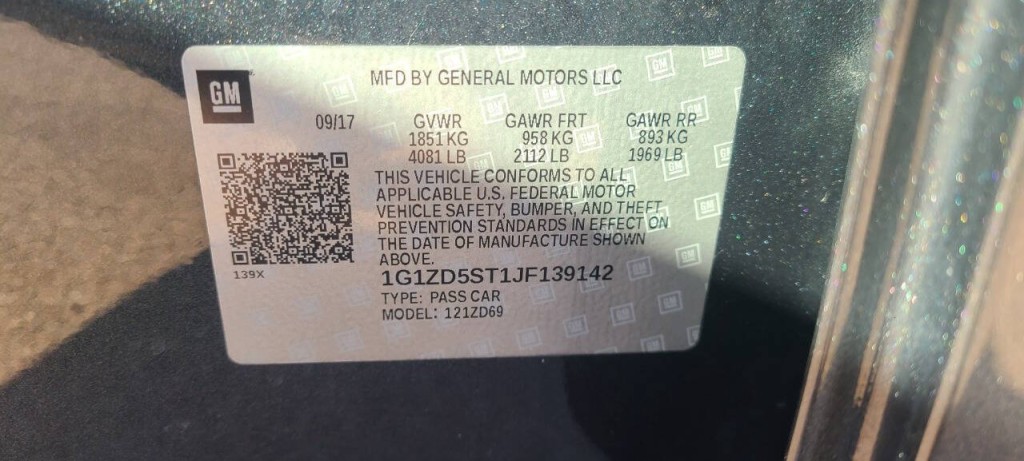 GM
MFD BY GENERAL MOTORS LLC
09/17 GVWR GAWR FRT GAWR RR
1851 KG 958 KG 893 KG
4081 LB 2112 LB 1969 LB
THIS VEHICLE CONFORMS TO ALL
APPLICABLE U.S. FEDERAL MOTOR
VEHICLE SAFETY, BUMPER, AND THEFT
PREVENTION STANDARDS IN EFFECT ON
THE DATE OF MANUFACTURE SHOWN
ABOVE.
139X
1G1ZD5ST1JF139142
TYPE: PASS CAR
MODEL: 121ZD69